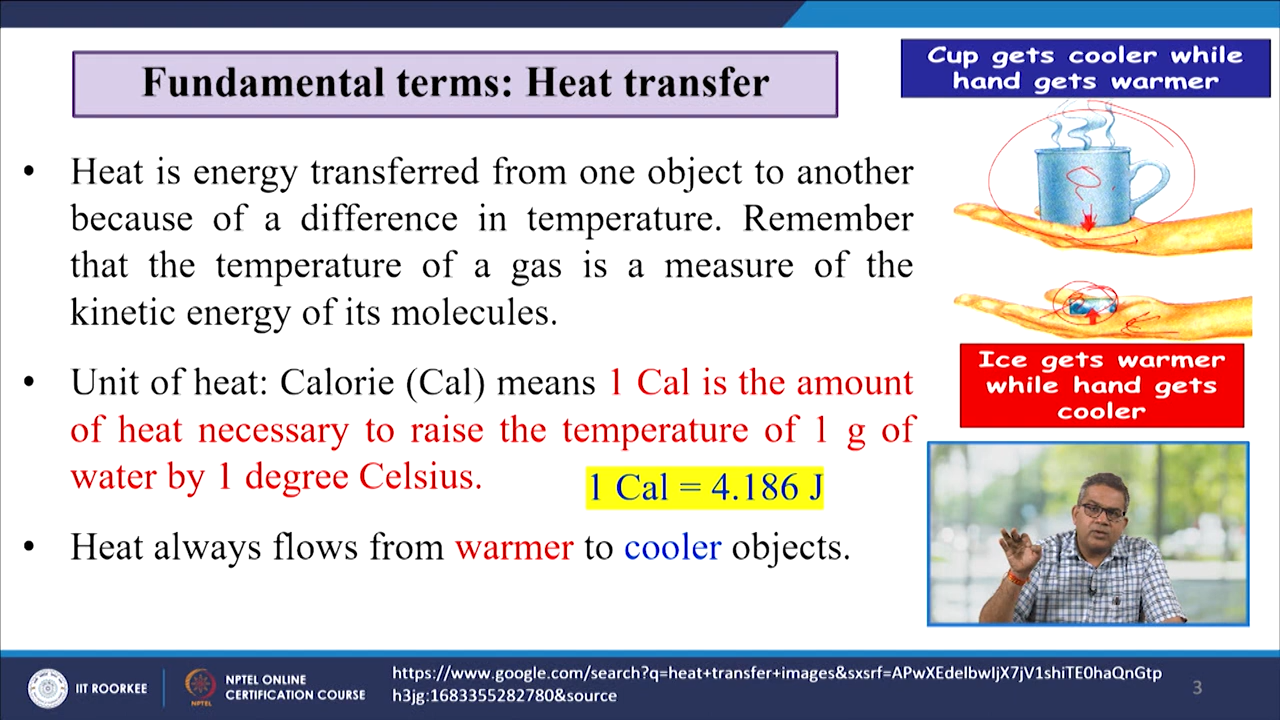 Fundamental terms: Heat transfer
Cup gets cooler while
hand gets warmer
• Heat is energy transferred from one object to another
because of a difference in temperature. Remember
that the temperature of a gas is a measure of the
kinetic energy of its molecules.
• Unit of heat: Calorie (Cal) means 1 Cal is the amount
of heat necessary to raise the temperature of 1 g of
water by 1 degree Celsius.
1 Cal = 4.186 J
• Heat always flows from warmer to cooler objects.
Ice gets warmer
while hand gets
cooler
IIT ROORKEE
NPTEL
NPTEL ONLINE
CERTIFICATION COURSE
https://www.google.com/search?q=heat+transfer+images&sxsrf=APwXEdelbwIjX7jV1shiTE0haQnGtp
h3jg:1683355282780&source
3